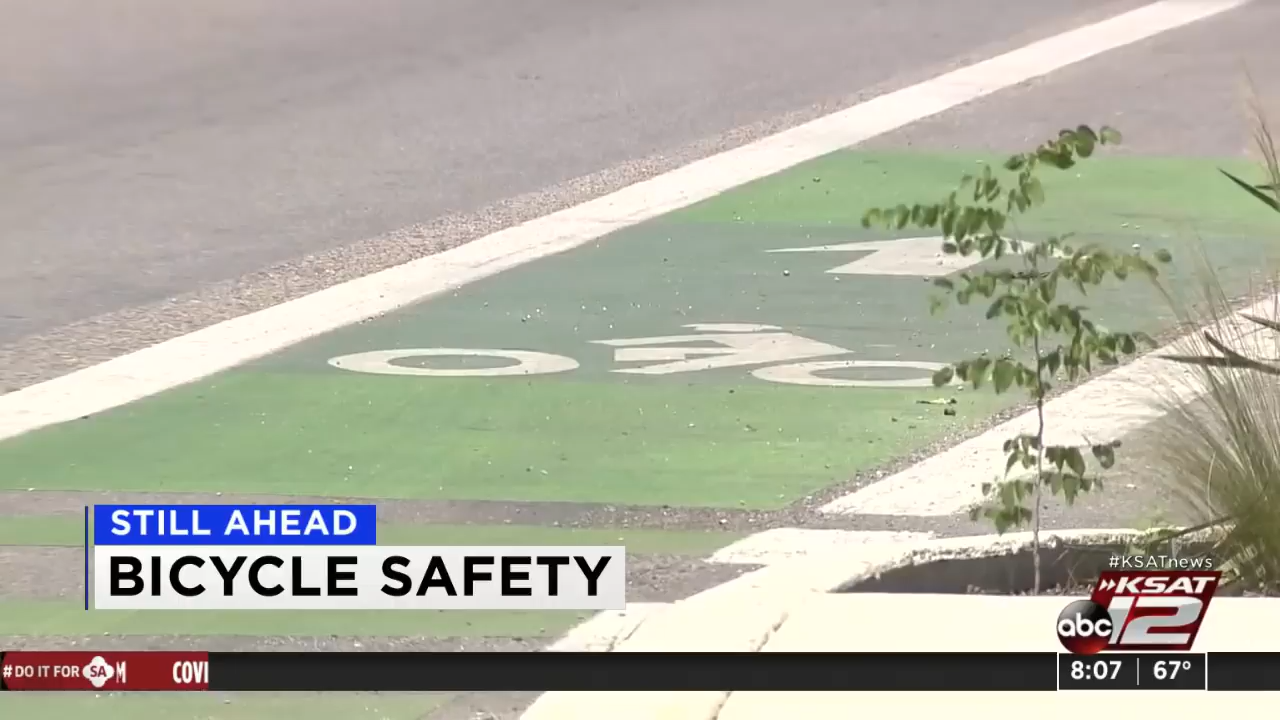 STILL AHEAD
BICYCLE SAFETY
#KSATnews
KSAT
abc 12
#DO IT FOR SA M COVI
8:07 67°